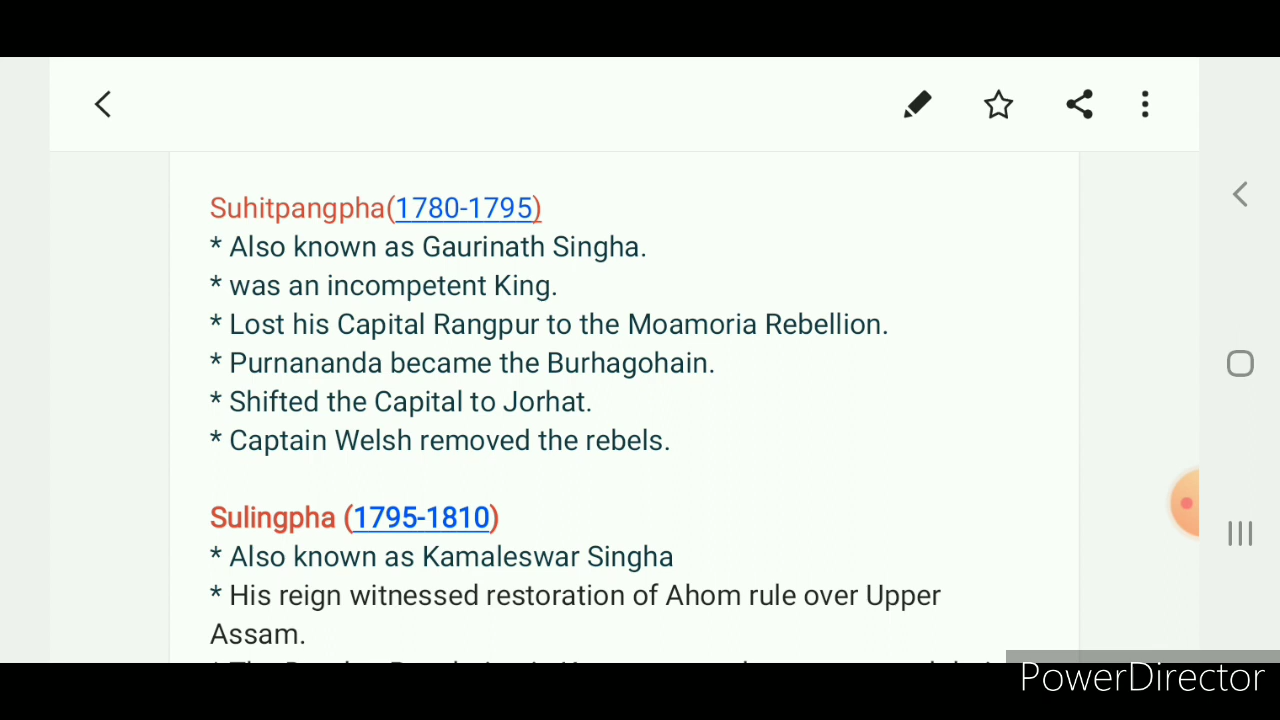 Suhitpangpha(1780-1795)
* Also known as Gaurinath Singha.
* was an incompetent King.
* Lost his Capital Rangpur to the Moamoria Rebellion.
* Purnananda became the Burhagohain.
* Shifted the Capital to Jorhat.
* Captain Welsh removed the rebels.
Sulingpha (1795-1810)
* Also known as Kamaleswar Singha
* His reign witnessed restoration of Ahom rule over Upper
Assam.
PowerDirector